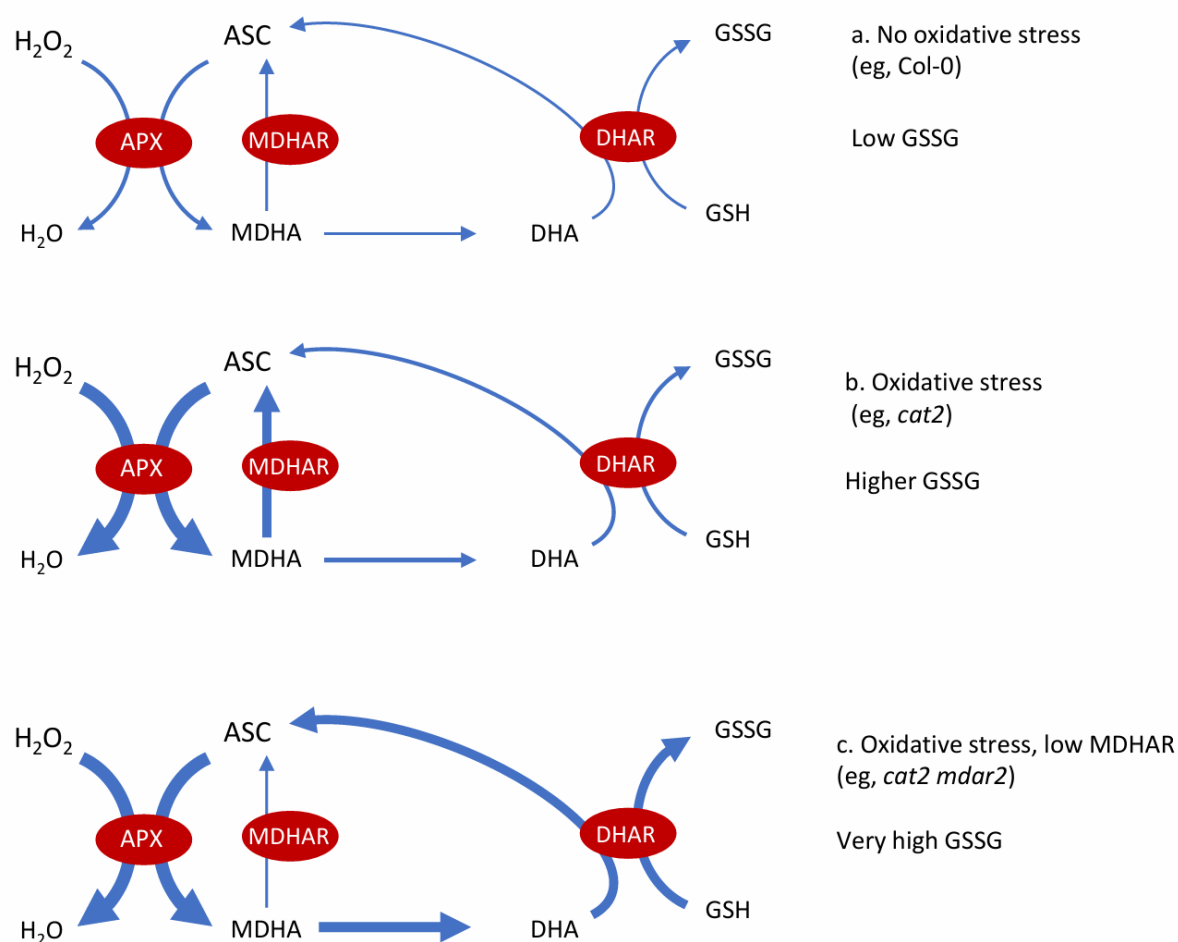 H₂O₂
ASC
GSSG
APX
MDHAR
DHAR
H₂O
MDHA
DHA
GSH
a. No oxidative stress
(eg, Col-0)
Low GSSG
H₂O₂
ASC
GSSG
APX
MDHAR
DHAR
H₂O
MDHA
DHA
GSH
b. Oxidative stress
(eg, cat2)
Higher GSSG
H₂O₂
ASC
GSSG
APX
MDHAR
DHAR
H₂O
MDHA
DHA
GSH
c. Oxidative stress, low MDHAR
(eg, cat2 mdar2)
Very high GSSG